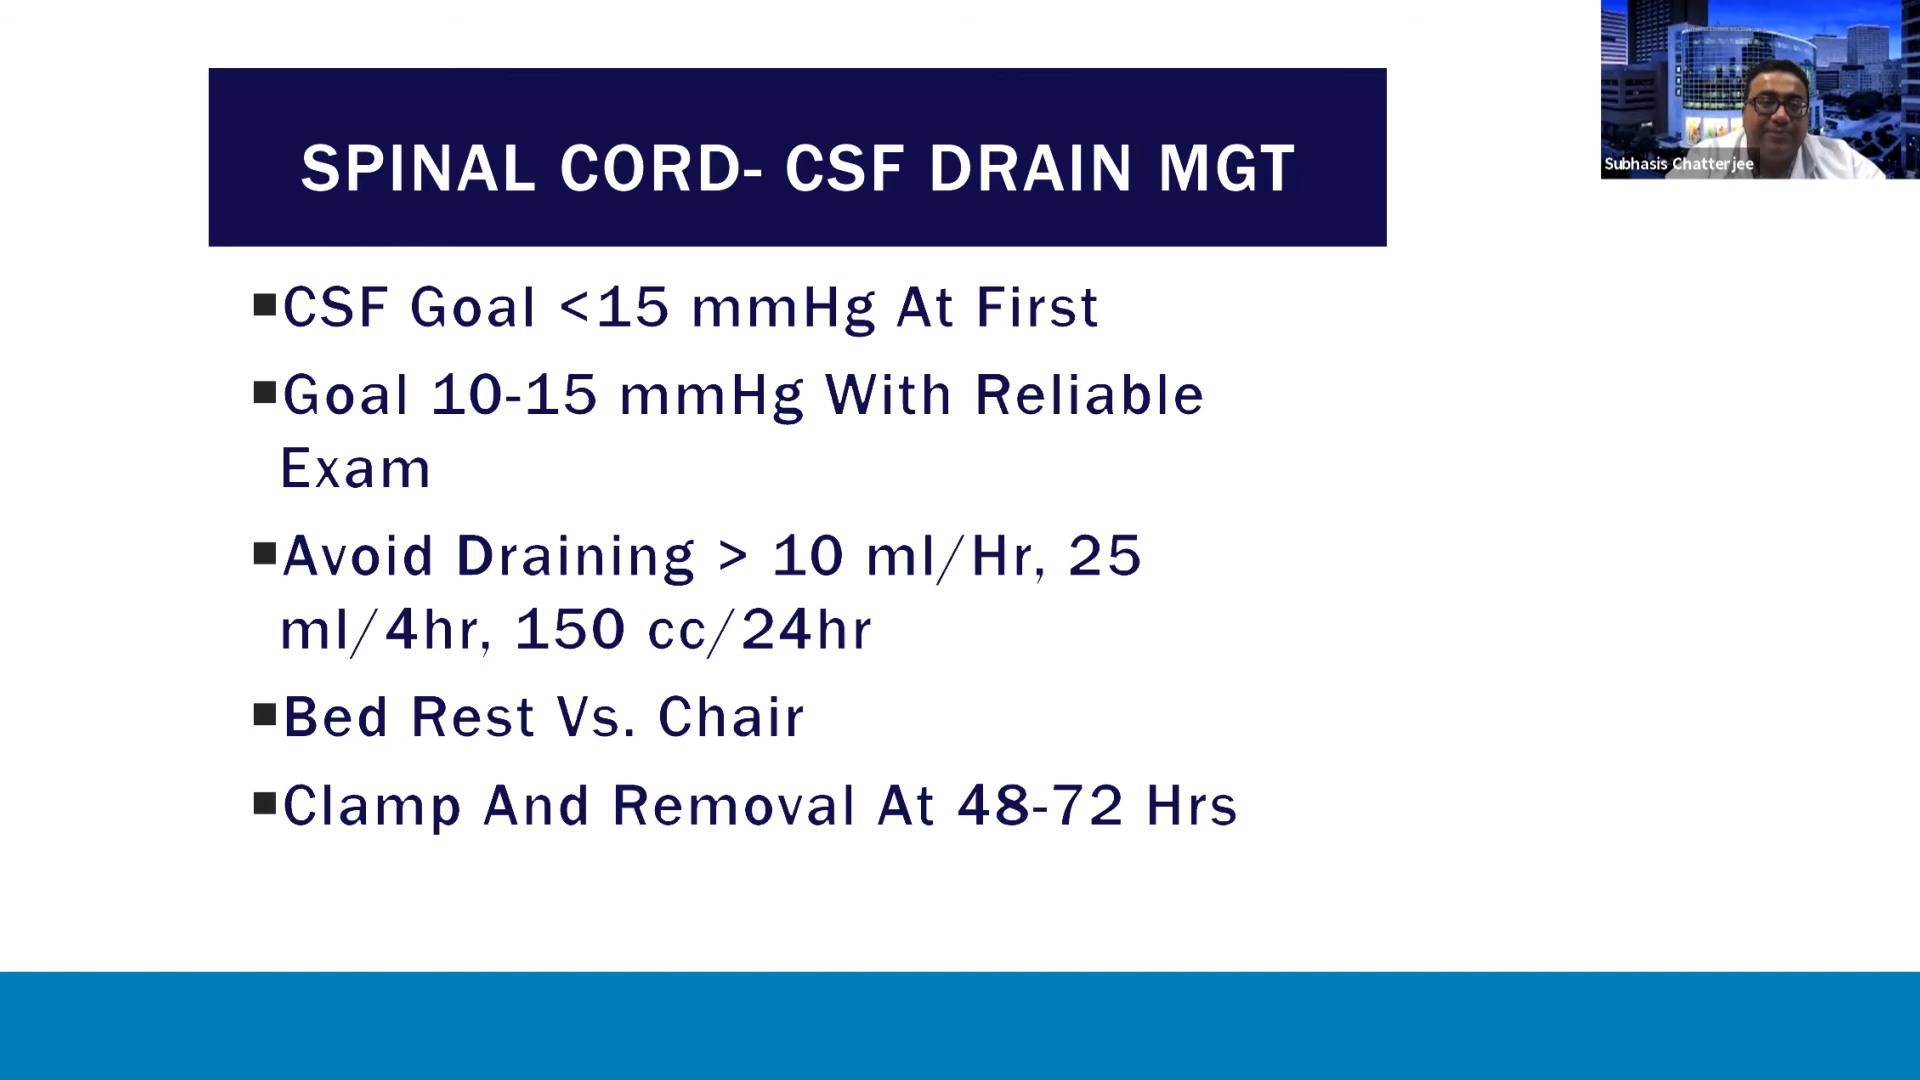 SPINAL CORD- CSF DRAIN MGT
Subhasis Chatterjee
■CSF Goal <15 mmHg At First
■Goal 10-15 mmHg With Reliable
Exam
■Avoid Draining > 10 ml/Hr, 25
ml/4hr, 150 cc/24hr
■Bed Rest Vs. Chair
■Clamp And Removal At 48-72 Hrs